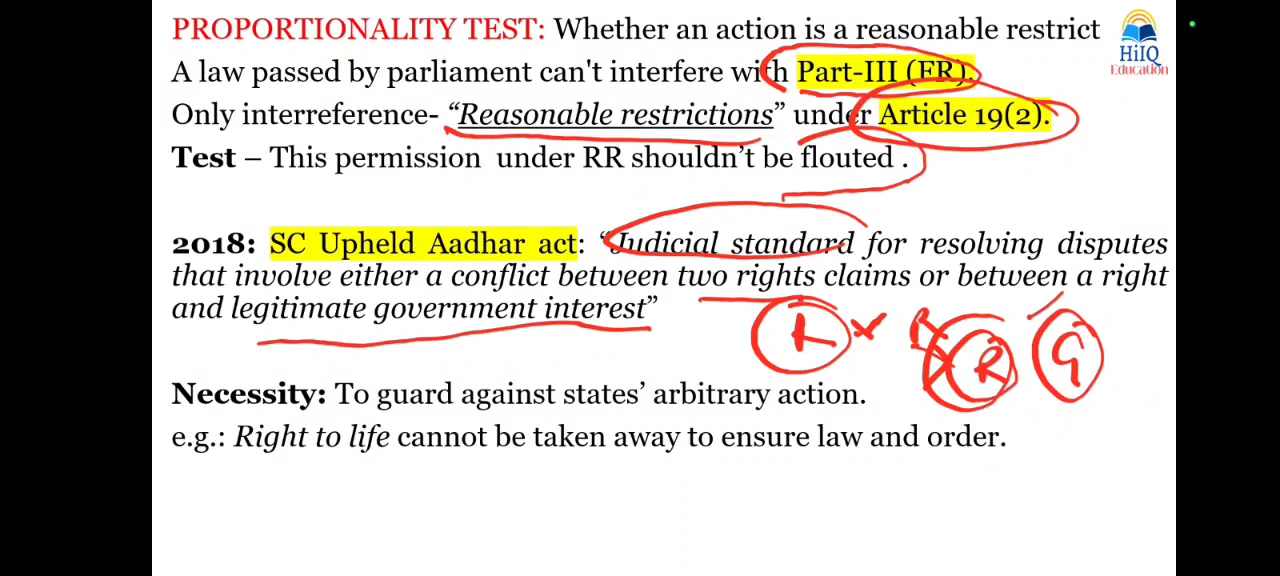 PROPORTIONALITY TEST: Whether an action is a reasonable restrict
HiIQ
Education
A law passed by parliament can't interfere with Part-III (FR).
Only interreference- “Reasonable restrictions” under Article 19(2).
Test – This permission under RR shouldn't be flouted .
2018: SC Upheld Aadhar act: “Judicial standard for resolving disputes
that involve either a conflict between two rights claims or between a right
and legitimate government interest”
R × R R G
Necessity: To guard against states’ arbitrary action.
e.g.: Right to life cannot be taken away to ensure law and order.